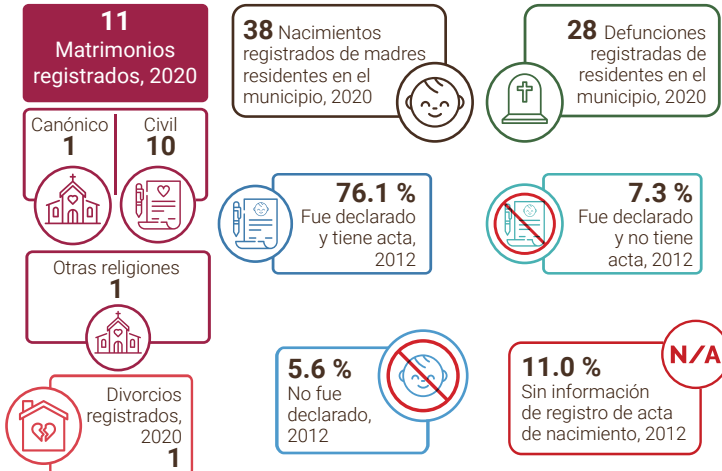 11
Matrimonios
registrados, 2020
Canónico
1
Civil
10
Otras religiones
1
Divorcios
registrados,
2020
1
38 Nacimientos
registrados de madres
residentes en el
municipio, 2020
28 Defunciones
registradas de
residentes en el
municipio, 2020
76.1 %
Fue declarado
y tiene acta,
2012
7.3 %
Fue declarado
y no tiene
acta, 2012
5.6 %
No fue
declarado,
2012
11.0 %
Sin información
de registro de acta
de nacimiento, 2012
N/A